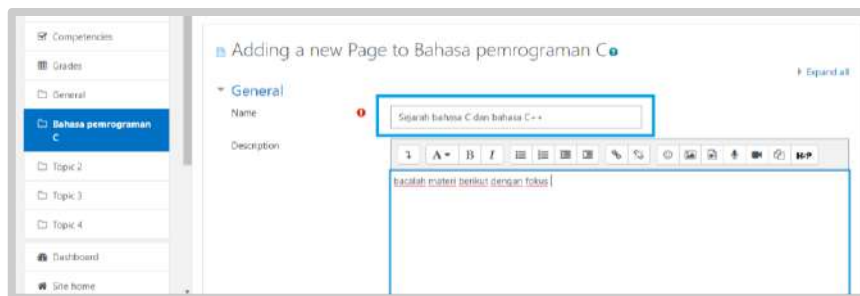 Competencies
Grades
General
Bahasa pemrograman
C
Topic 2
Topic 3
Topic 4
Dashboard
Site home
Adding a new Page to Bahasa pemrograman C
Expand all
General
Name
Sejarah bahasa C dan bahasa C++
Description
A B I H-P
bacalah materi berikut dengan fokus